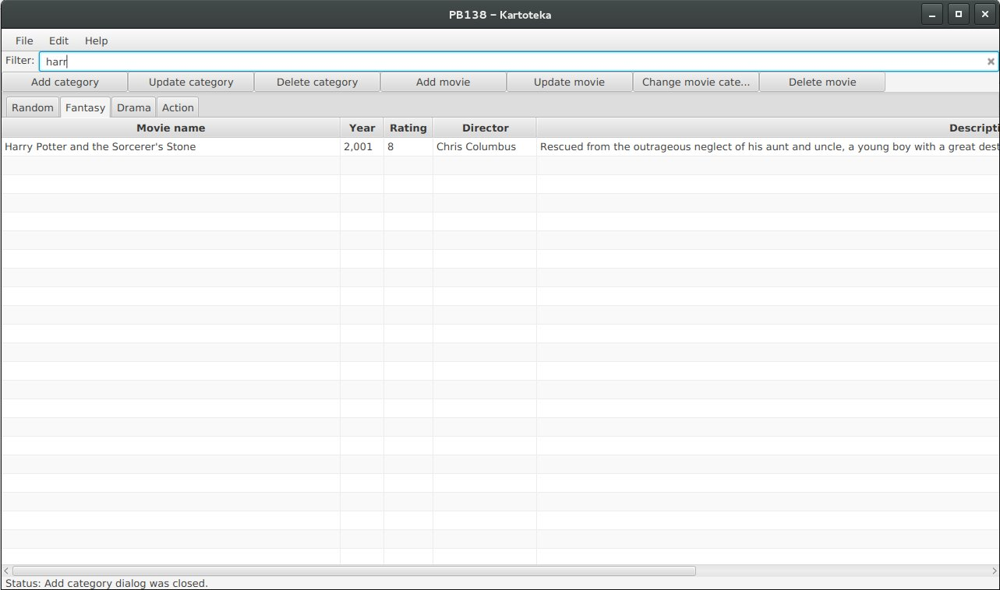 PB138 – Kartoteka
File Edit Help
Filter: harr
Add category Update category Delete category Add movie Update movie Change movie cate... Delete movie
Random Fantasy Drama Action
Movie name Year Rating Director Descripti
Harry Potter and the Sorcerer's Stone 2,001 8 Chris Columbus Rescued from the outrageous neglect of his aunt and uncle, a young boy with a great dest
Status: Add category dialog was closed.